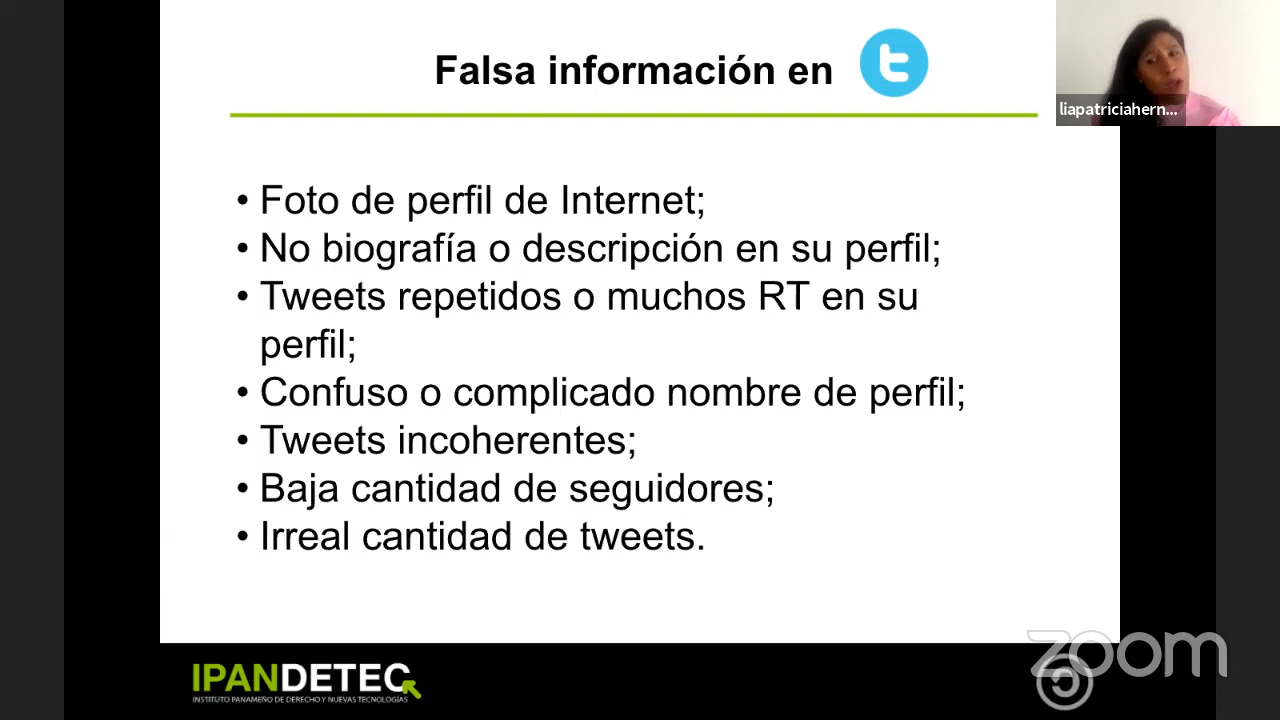 Falsa información en
liapatriciahern...
• Foto de perfil de Internet;
• No biografía o descripción en su perfil;
• Tweets repetidos o muchos RT en su
perfil;
• Confuso o complicado nombre de perfil;
• Tweets incoherentes;
• Baja cantidad de seguidores;
• Irreal cantidad de tweets.
zoom
IPANDETEC
INSTITUTO PANAMEÑO DE DERECHO Y NUEVAS TECNOLOGÍAS